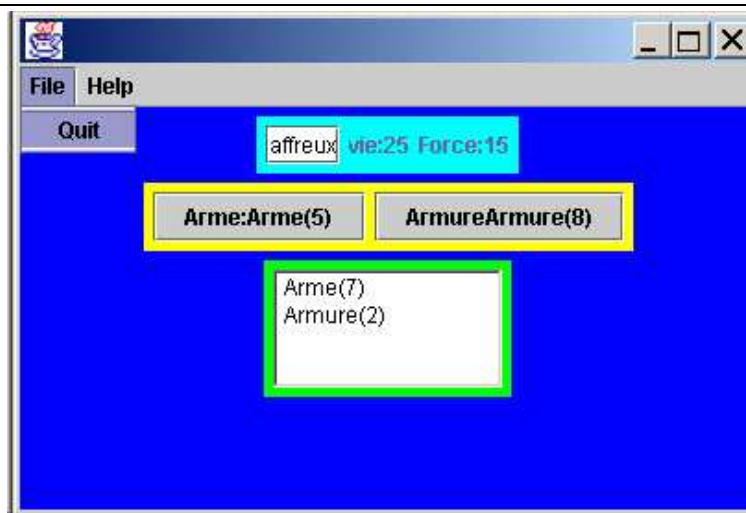 File Help
Quit
affreux vie:25 Force:15
Arme:Arme(5) ArmureArmure(8)
Arme(7)
Armure(2)